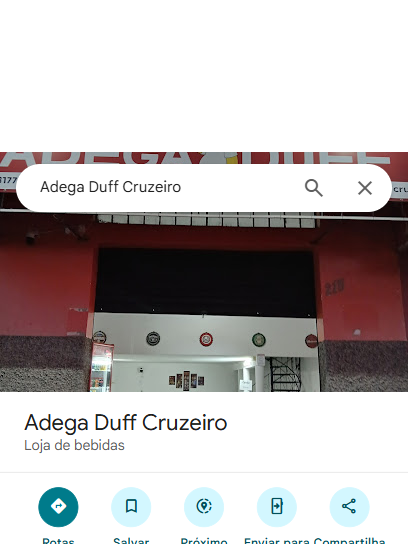 ADEGA DUFF
Adega Duff Cruzeiro
Adega Duff Cruzeiro
Loja de bebidas
Rotas
Salvar
Próximo
Enviar para
Compartilha